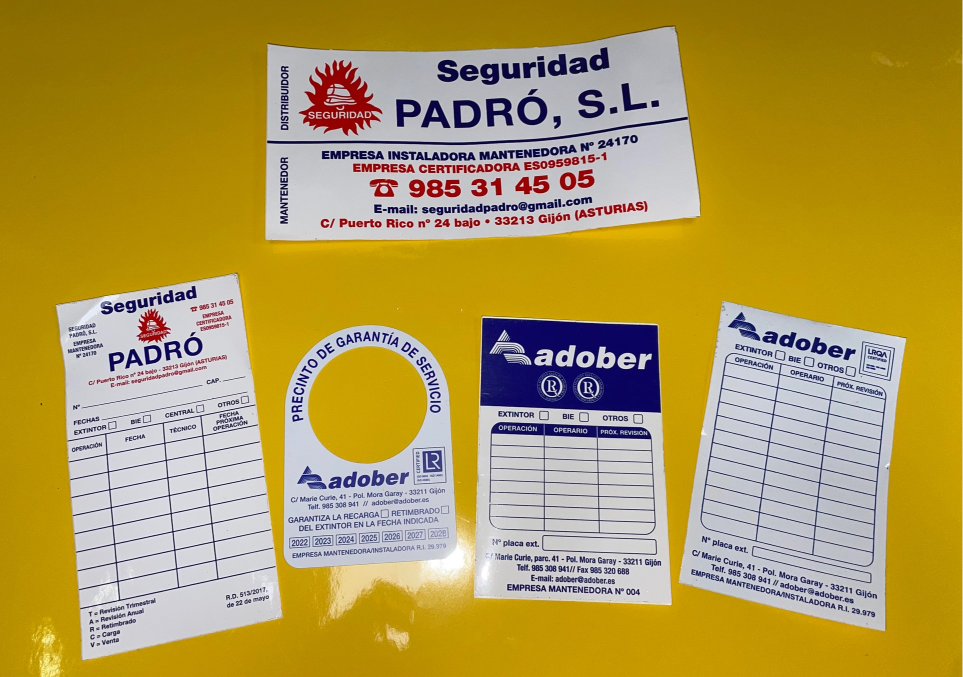 DISTRIBUIDOR
SEGURIDAD
Seguridad
PADRÓ, S.L.
MANTENEDOR
EMPRESA INSTALADORA MANTENEDORA Nº 24170
EMPRESA CERTIFICADORA ES0959815-1
☎ 985 31 45 05
E-mail: seguridadpadro@gmail.com
C/ Puerto Rico nº 24 bajo • 33213 Gijón (ASTURIAS)
Seguridad
SEGURIDAD
PADRÓ, S.L.
EMPRESA
MANTENEDORA
Nº 24170
SEGURIDAD
☎ 985 31 45 05
EMPRESA
CERTIFICADORA
ES0959815-1
PADRÓ
C/ Puerto Rico nº 24 bajo - 33213 Gijón (ASTURIAS)
E-mail: seguridadpadro@gmail.com
Nº CAP.
FECHAS
EXTINTOR BIE CENTRAL OTROS
OPERACIÓN FECHA TÉCNICO FECHA PRÓXIMA OPERACIÓN
T = Revisión Trimestral
A = Revisión Anual
R = Retimbrado
C = Carga
V = Venta
R.D. 513/2017,
de 22 de mayo
PRECINTO DE GARANTÍA DE SERVICIO
adober
CERTIFIED
LR
C/ Marie Curie, 41 - Pol. Mora Garay - 33211 Gijón
Telf. 985 308 941 // adober@adober.es
GARANTIZA LA RECARGA RETIMBRADO
DEL EXTINTOR EN LA FECHA INDICADA
2022 2023 2024 2025 2026 2027 2028
EMPRESA MANTENEDORA/INSTALADORA R.I. 29.979
adober
R R
EXTINTOR BIE OTROS
OPERACIÓN OPERARIO PRÓX. REVISIÓN
Nº placa ext.
C/ Marie Curie, parc. 41 - Pol. Mora Garay - 33211 Gijón
Telf. 985 308 941// Fax 985 320 688
E-mail: adober@adober.es
EMPRESA MANTENEDORA Nº 004
adober
LRQA
CERTIFIED
EXTINTOR BIE OTROS
OPERACIÓN OPERARIO PRÓX. REVISIÓN
Nº placa ext.
C/ Marie Curie, 41 - Pol. Mora Garay - 33211 Gijón
Telf. 985 308 941 // adober@adober.es
EMPRESA MANTENEDORA/INSTALADORA R.I. 29.979